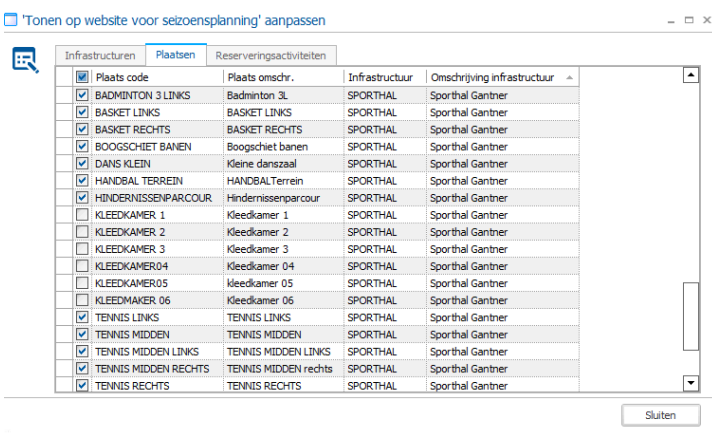 'Tonen op website voor seizoensplanning' aanpassen
Infrastructuren Plaatsen Reserveringsactiviteiten
Plaats code Plaats omschr. Infrastructuur Omschrijving infrastructuur
BADMINTON 3 LINKS Badminton 3L SPORTHAL Sporthal Gantner
BASKET LINKS BASKET LINKS SPORTHAL Sporthal Gantner
BASKET RECHTS BASKET RECHTS SPORTHAL Sporthal Gantner
BOOGSCHIET BANEN Boogschiet banen SPORTHAL Sporthal Gantner
DANS KLEIN Kleine danszaal SPORTHAL Sporthal Gantner
HANDBAL TERREIN HANDBALTerrein SPORTHAL Sporthal Gantner
HINDERNISSENPARCOUR Hindernissenparcour SPORTHAL Sporthal Gantner
KLEEDKAMER 1 Kleedkamer 1 SPORTHAL Sporthal Gantner
KLEEDKAMER 2 Kleedkamer 2 SPORTHAL Sporthal Gantner
KLEEDKAMER 3 Kleedkamer 3 SPORTHAL Sporthal Gantner
KLEEDKAMER04 Kleedkamer 04 SPORTHAL Sporthal Gantner
KLEEDKAMER05 kleedkamer 05 SPORTHAL Sporthal Gantner
KLEEDMAKER 06 Kleedkamer 06 SPORTHAL Sporthal Gantner
TENNIS LINKS TENNIS LINKS SPORTHAL Sporthal Gantner
TENNIS MIDDEN TENNIS MIDDEN SPORTHAL Sporthal Gantner
TENNIS MIDDEN LINKS TENNIS MIDDEN LINKS SPORTHAL Sporthal Gantner
TENNIS MIDDEN RECHTS TENNIS MIDDEN rechts SPORTHAL Sporthal Gantner
TENNIS RECHTS TENNIS RECHTS SPORTHAL Sporthal Gantner
Sluiten